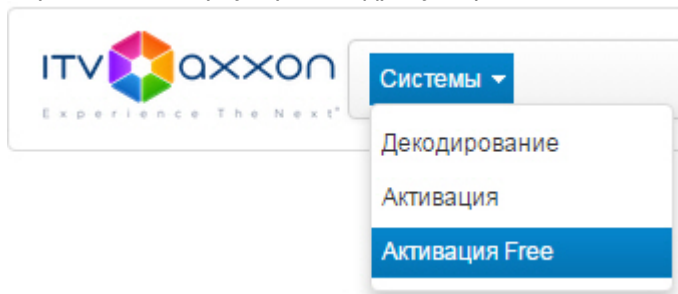 ITV axxon
Experience The Next®
Системы
Декодирование
Активация
Активация Free